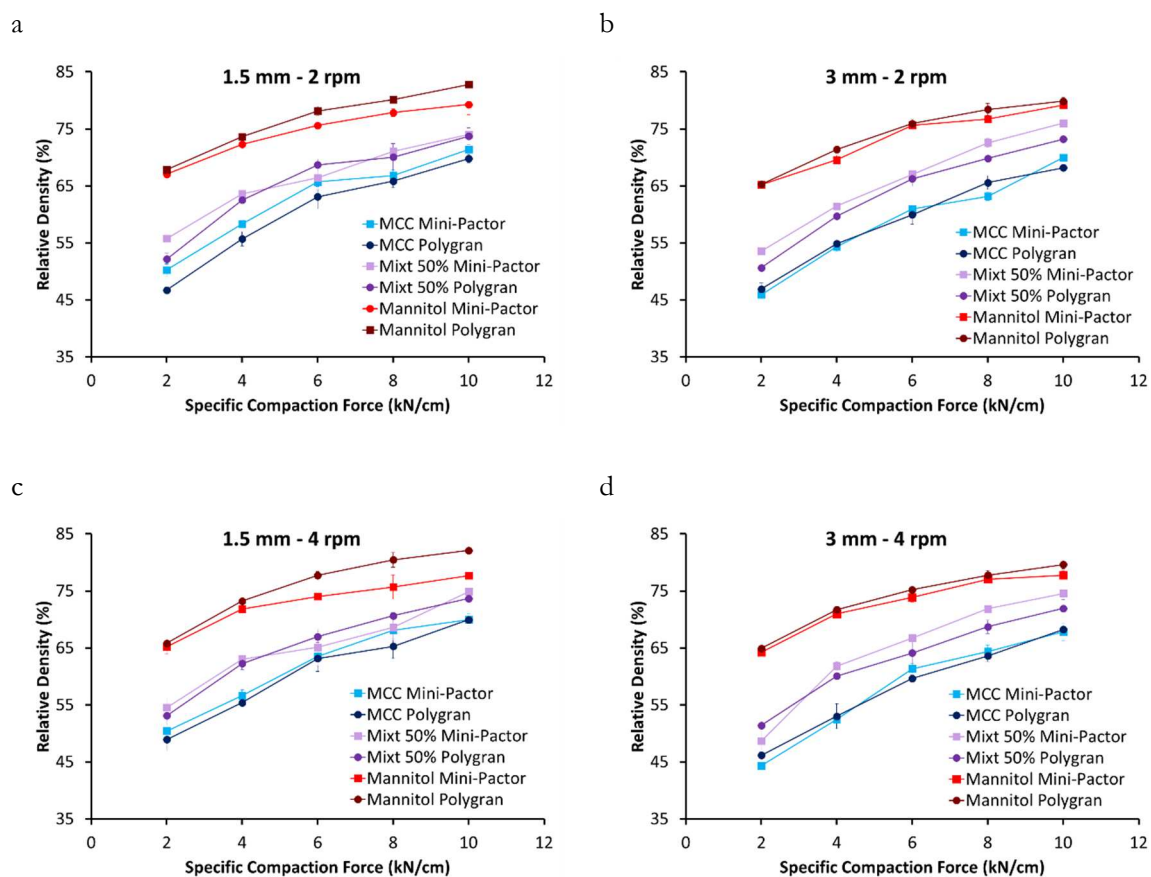 a
1.5 mm - 2 rpm
Relative Density (%)
85
75
65
55
45
35
0 2 4 6 8 10 12
Specific Compaction Force (kN/cm)
MCC Mini-Pactor
MCC Polygran
Mixt 50% Mini-Pactor
Mixt 50% Polygran
Mannitol Mini-Pactor
Mannitol Polygran
b
3 mm - 2 rpm
Relative Density (%)
85
75
65
55
45
35
0 2 4 6 8 10 12
Specific Compaction Force (kN/cm)
MCC Mini-Pactor
MCC Polygran
Mixt 50% Mini-Pactor
Mixt 50% Polygran
Mannitol Mini-Pactor
Mannitol Polygran
c
1.5 mm - 4 rpm
Relative Density (%)
85
75
65
55
45
35
0 2 4 6 8 10 12
Specific Compaction Force (kN/cm)
MCC Mini-Pactor
MCC Polygran
Mixt 50% Mini-Pactor
Mixt 50% Polygran
Mannitol Mini-Pactor
Mannitol Polygran
d
3 mm - 4 rpm
Relative Density (%)
85
75
65
55
45
35
0 2 4 6 8 10 12
Specific Compaction Force (kN/cm)
MCC Mini-Pactor
MCC Polygran
Mixt 50% Mini-Pactor
Mixt 50% Polygran
Mannitol Mini-Pactor
Mannitol Polygran